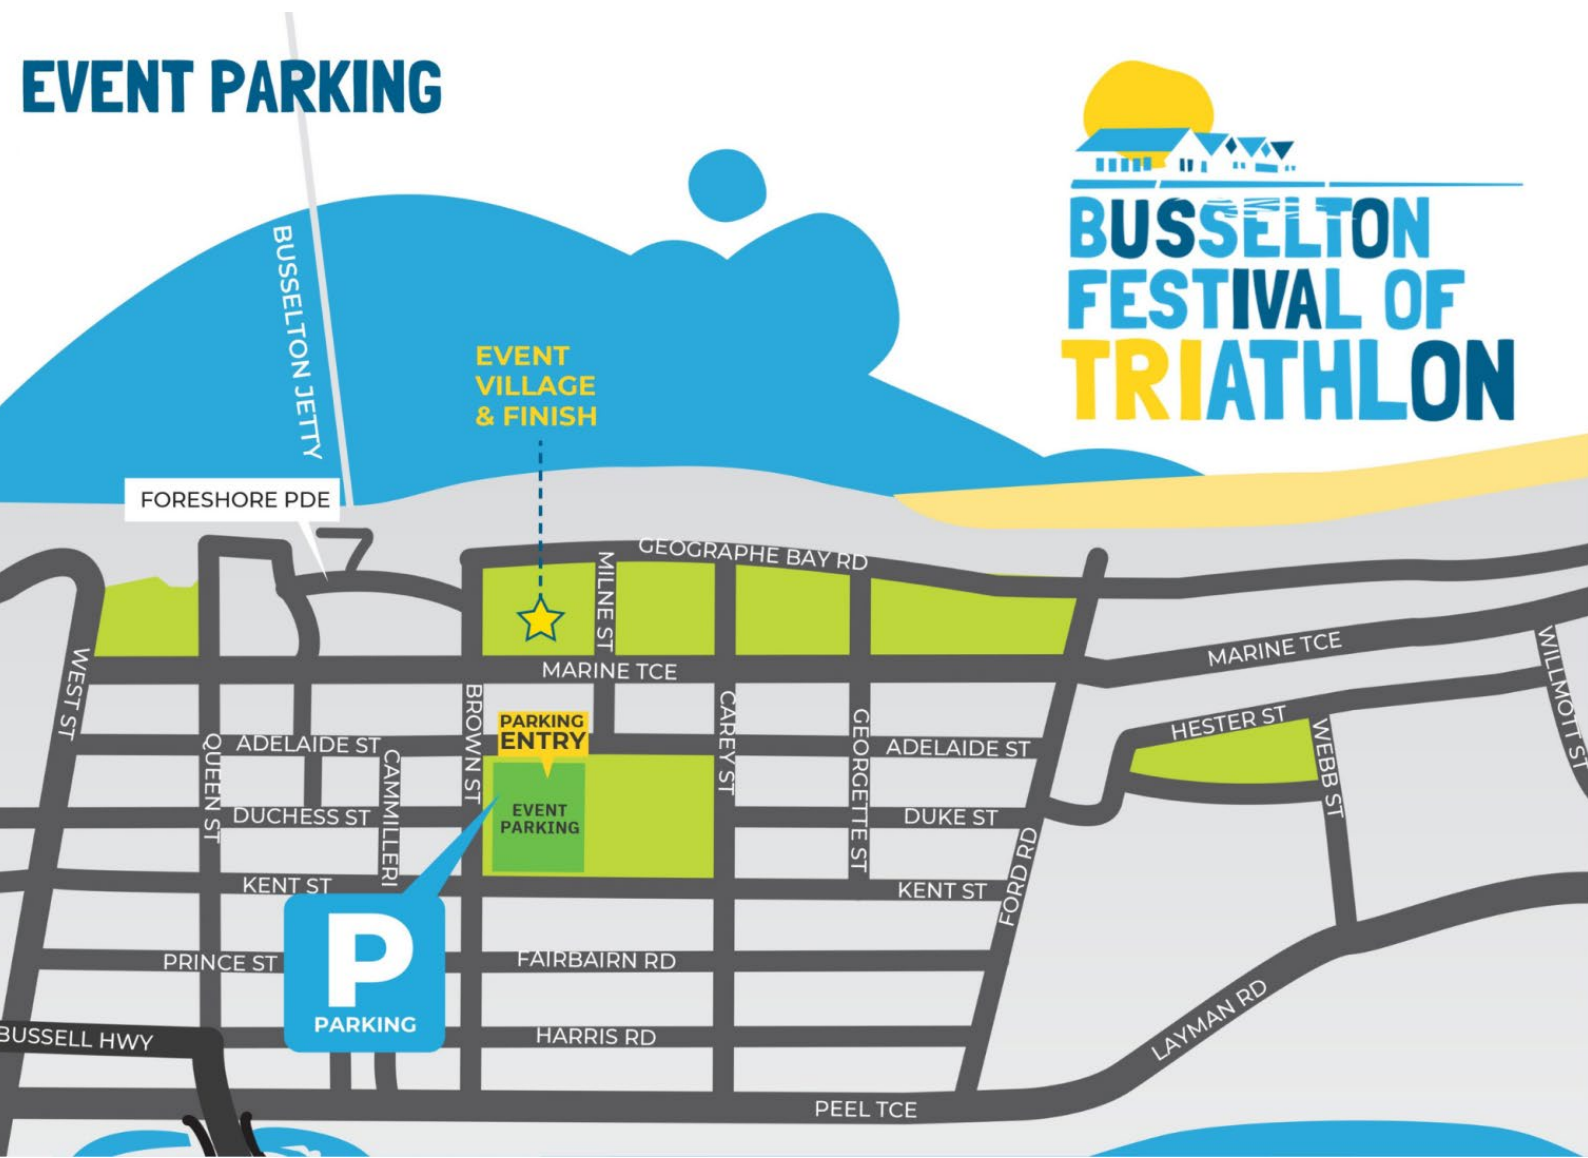 EVENT PARKING
BUSSELTON
FESTIVAL OF
TRIATHLON
BUSSELTON JETTY
EVENT
VILLAGE
& FINISH
FORESHORE PDE
GEOGRAPHE BAY RD
MILNE ST
MARINE TCE
MARINE TCE
WEST ST
WILLMOTT ST
BROWN ST
CAREY ST
GEORGETTE ST
HESTER ST
WEBB ST
PARKING
ENTRY
QUEEN ST
ADELAIDE ST
CAMMILLERI
ADELAIDE ST
EVENT
PARKING
DUCHESS ST
DUKE ST
FORD RD
KENT ST
KENT ST
P
PARKING
PRINCE ST
FAIRBAIRN RD
BUSSELL HWY
HARRIS RD
LAYMAN RD
PEEL TCE